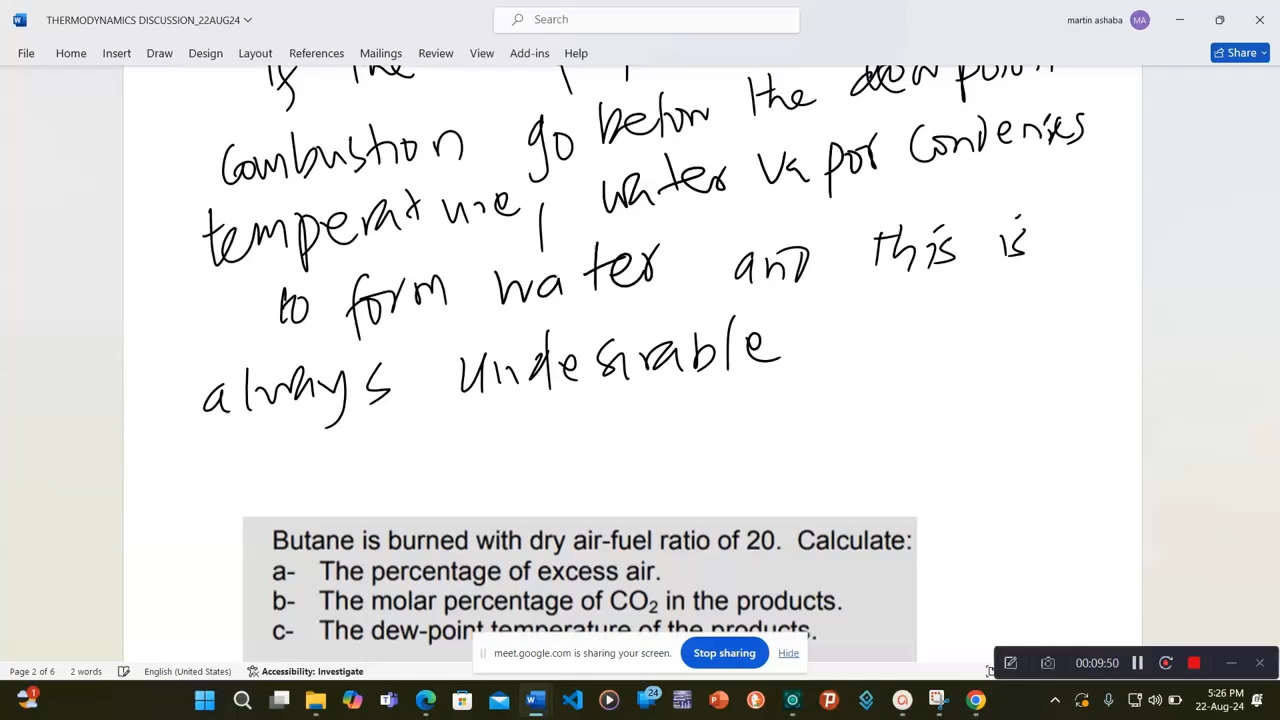 THERMODYNAMICS DISCUSSION_22AUG24
Search
martin ashaba
MA
File Home Insert Draw Design Layout References Mailings Review View Add-ins Help
Share
If the
combustion go below the dew point
temperature, water vapor condenses
to form water and this is
always undesirable
Butane is burned with dry air-fuel ratio of 20. Calculate:
a- The percentage of excess air.
b- The molar percentage of CO₂ in the products.
c- The dew-point temperature of the products.
meet.google.com is sharing your screen.
Stop sharing
Hide
Page 2 of 6 2 words English (United States) Accessibility: Investigate
00:09:50
1
24
5:26 PM
22-Aug-24